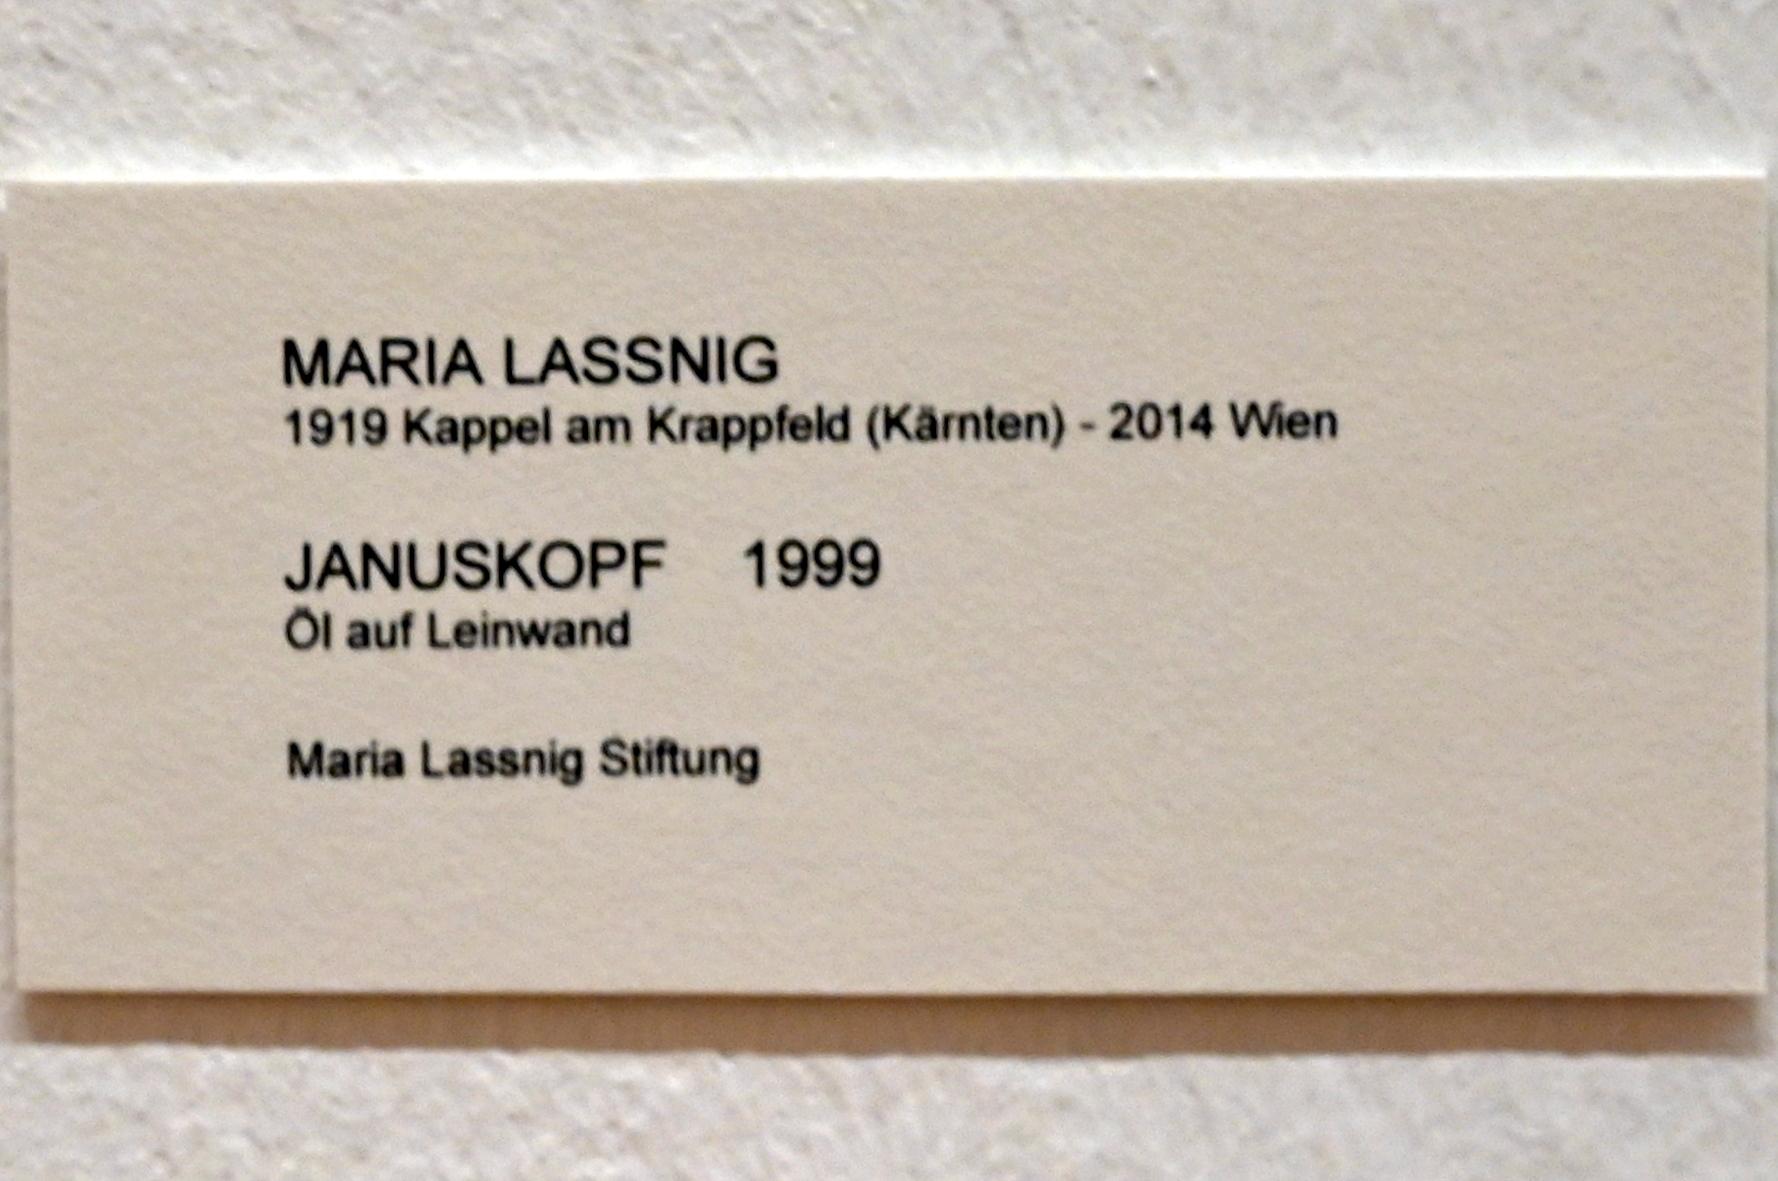 MARIA LASSNIG
1919 Kappel am Krappfeld (Kärnten) - 2014 Wien
JANUSKOPF 1999
Öl auf Leinwand
Maria Lassnig Stiftung